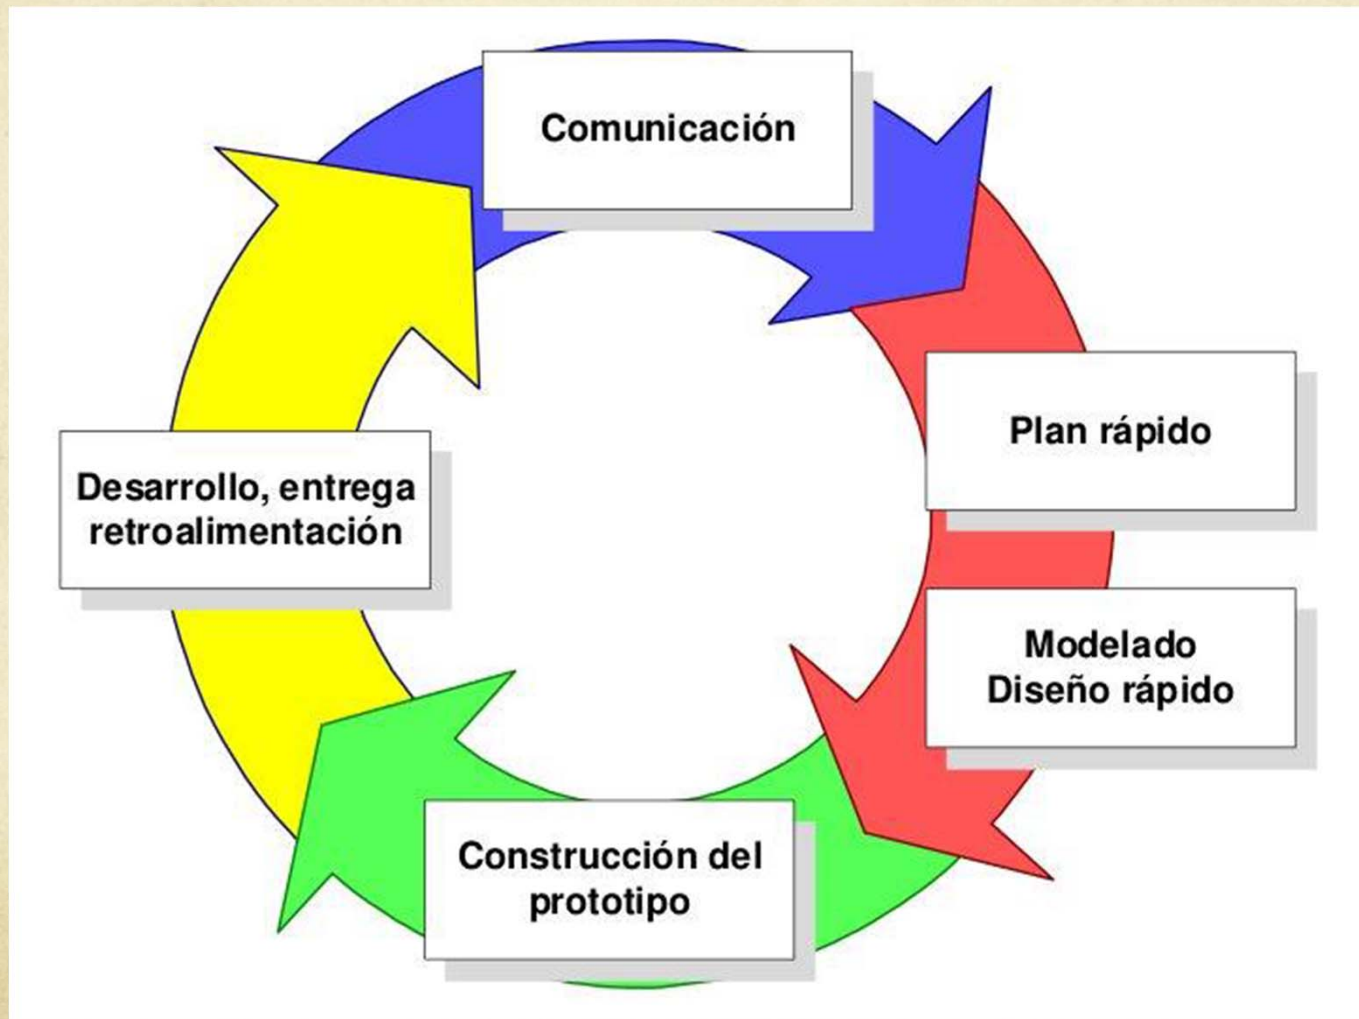 Comunicación
Plan rápido
Modelado
Diseño rápido
Construcción del
prototipo
Desarrollo, entrega
retroalimentación